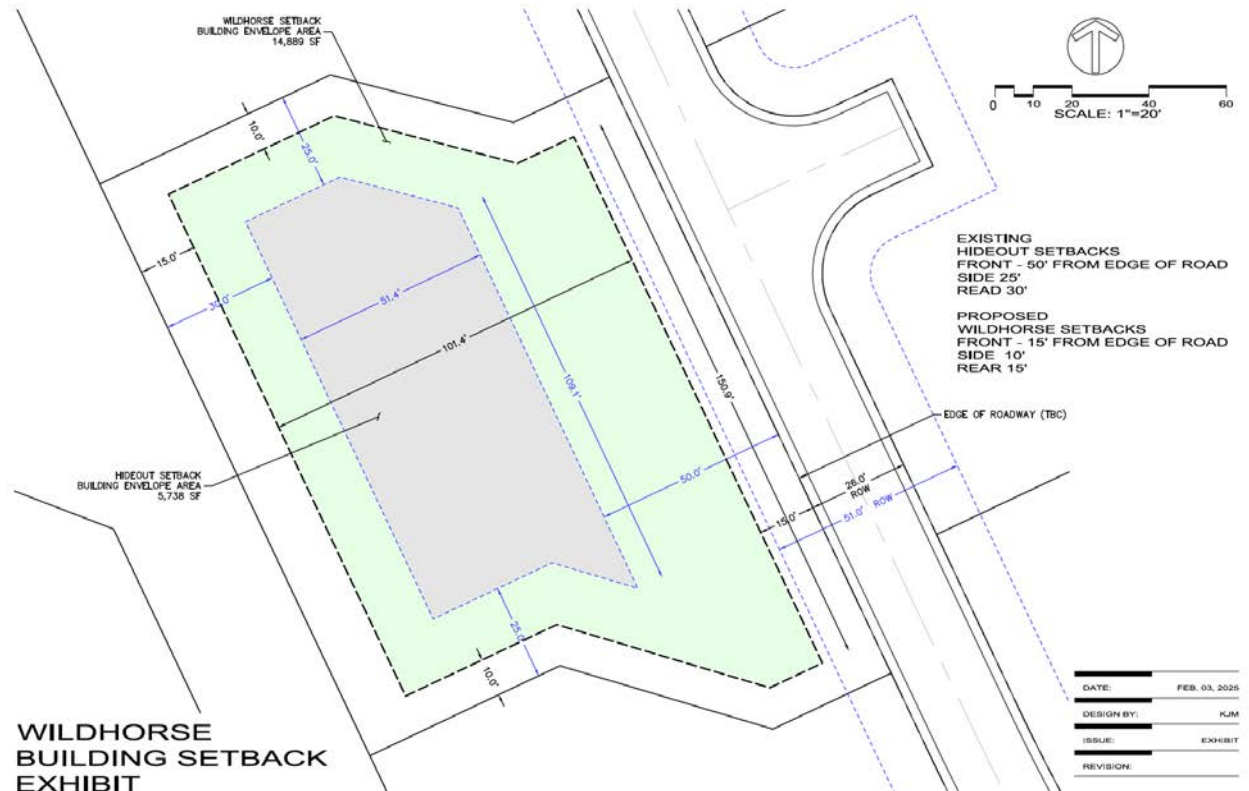 WILDHORSE SETBACK
BUILDING ENVELOPE AREA
14,889 SF
0 10 20 40 60
SCALE: 1"=20'
10.0'
25.0'
15.0'
30.0'
51.4'
101.4'
109.1'
150.9'
EXISTING
HIDEOUT SETBACKS
FRONT - 50' FROM EDGE OF ROAD
SIDE 25'
READ 30'
PROPOSED
WILDHORSE SETBACKS
FRONT - 15' FROM EDGE OF ROAD
SIDE 10'
REAR 15'
EDGE OF ROADWAY (TBC)
HIDEOUT SETBACK
BUILDING ENVELOPE AREA
5,738 SF
50.0'
26.0'
ROW
15.0'
51.0' ROW
25.0'
10.0'
WILDHORSE
BUILDING SETBACK
EXHIBIT
DATE: FEB. 03, 2025
DESIGN BY: KJM
ISSUE: EXHIBIT
REVISION: